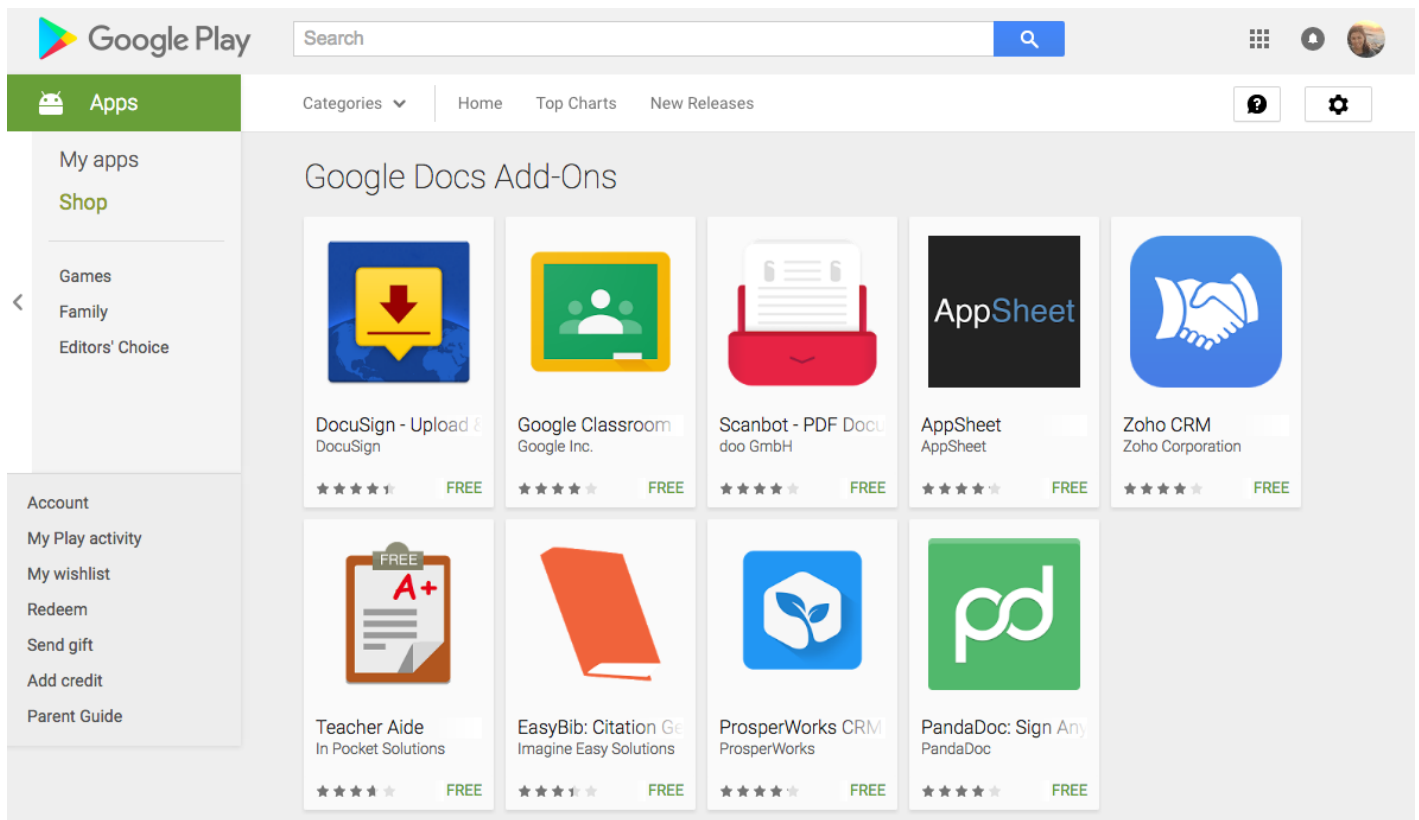 Google Play
Search
Apps
Categories
Home
Top Charts
New Releases
My apps
Shop
Games
Family
Editors' Choice
Account
My Play activity
My wishlist
Redeem
Send gift
Add credit
Parent Guide
Google Docs Add-Ons
AppSheet
DocuSign - Upload &
DocuSign
FREE
Google Classroom
Google Inc.
FREE
Scanbot - PDF Docu
doo GmbH
FREE
AppSheet
AppSheet
FREE
Zoho CRM
Zoho Corporation
FREE
FREE
A+
Teacher Aide
In Pocket Solutions
FREE
EasyBib: Citation Ge
Imagine Easy Solutions
FREE
ProsperWorks CRM
ProsperWorks
FREE
pd
PandaDoc: Sign Any
PandaDoc
FREE